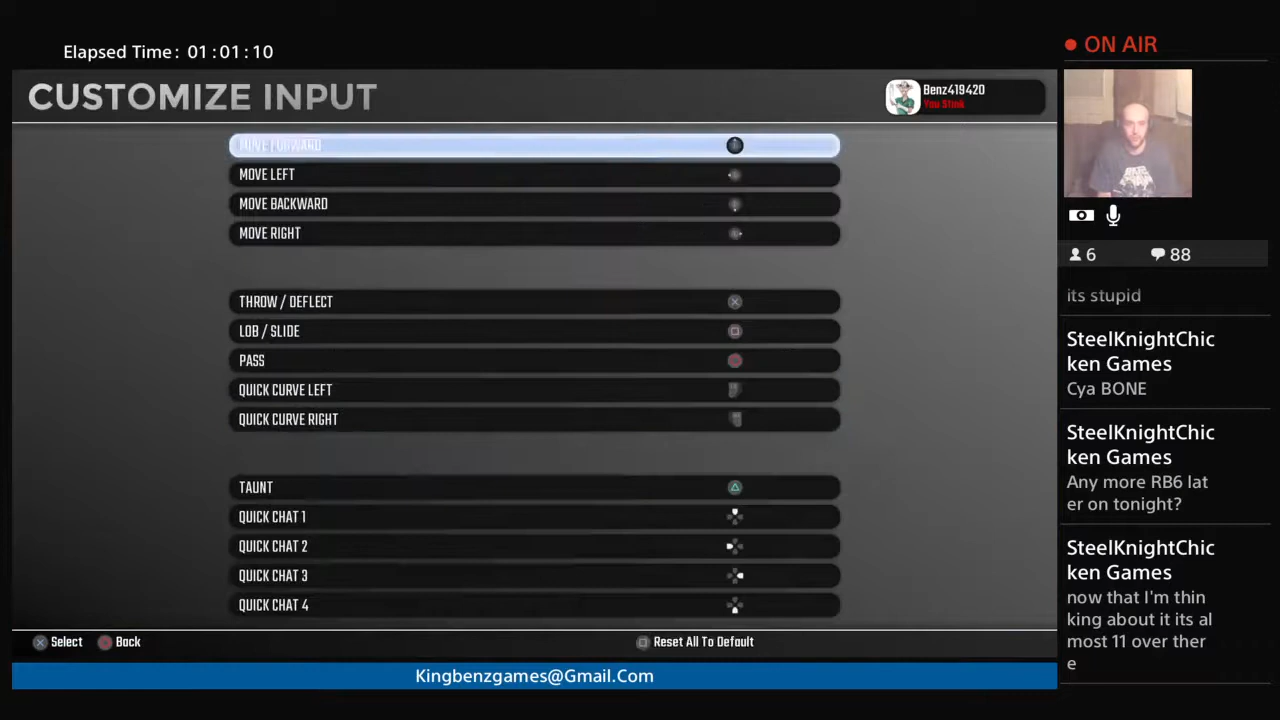 Elapsed Time: 01:01:10
ON AIR
CUSTOMIZE INPUT
Benz419420
You Stink
MOVE FORWARD
MOVE LEFT
MOVE BACKWARD
MOVE RIGHT
THROW / DEFLECT
LOB / SLIDE
PASS
QUICK CURVE LEFT
QUICK CURVE RIGHT
TAUNT
QUICK CHAT 1
QUICK CHAT 2
QUICK CHAT 3
QUICK CHAT 4
Select Back
Reset All To Default
Kingbenzgames@Gmail.Com
6 88
its stupid
SteelKnightChic
ken Games
Cya BONE
SteelKnightChic
ken Games
Any more RB6 lat
er on tonight?
SteelKnightChic
ken Games
now that I'm thin
king about it its al
most 11 over ther
e